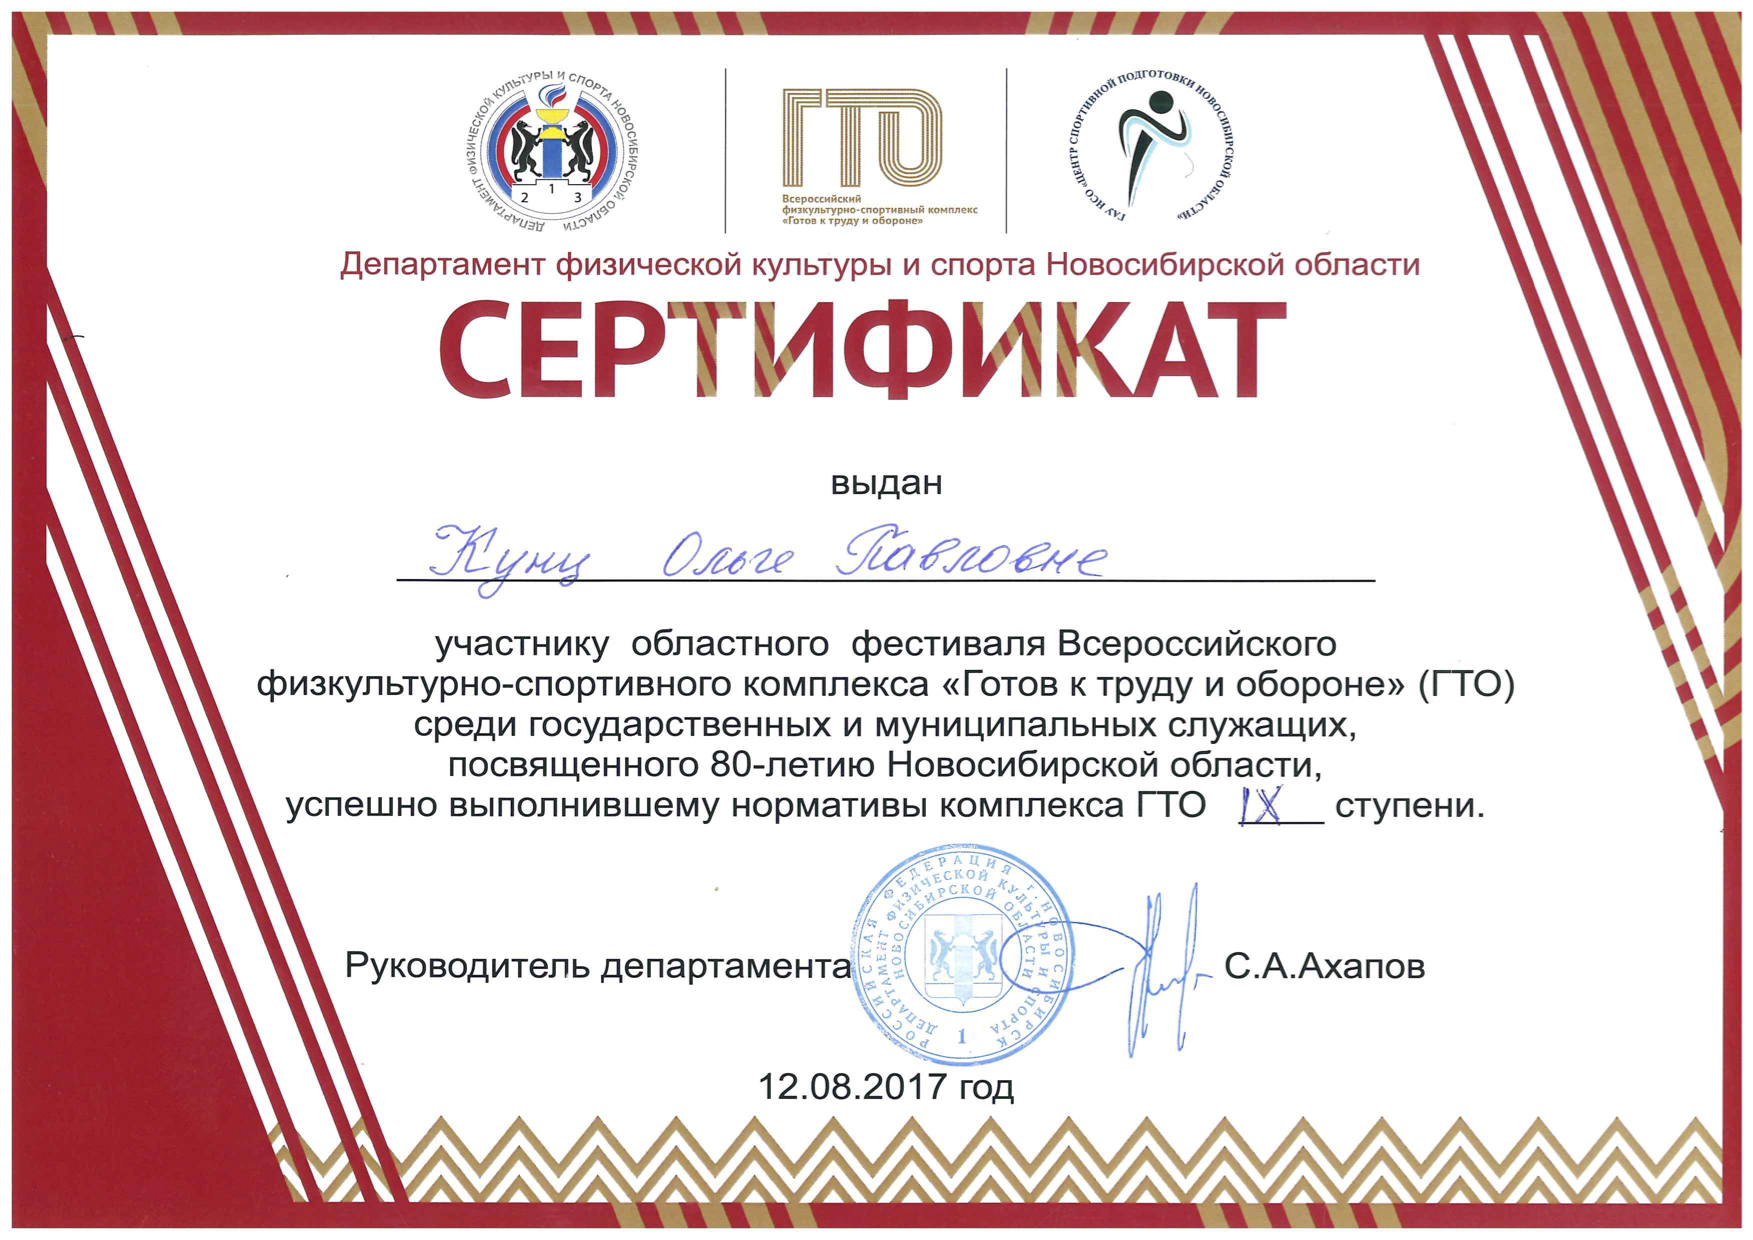 ДЕПАРТАМЕНТ ФИЗИЧЕСКОЙ КУЛЬТУРЫ И СПОРТА НОВОСИБИРСКОЙ ОБЛАСТИ
2 1 3
ГТО
Всероссийский
физкультурно-спортивный комплекс
«Готов к труду и обороне»
ГАУ НСО «ЦЕНТР СПОРТИВНОЙ ПОДГОТОВКИ НОВОСИБИРСКОЙ ОБЛАСТИ»
Департамент физической культуры и спорта Новосибирской области
СЕРТИФИКАТ
выдан
Кунц Ольге Павловне
участнику областного фестиваля Всероссийского
физкультурно-спортивного комплекса «Готов к труду и обороне» (ГТО)
среди государственных и муниципальных служащих,
посвященного 80-летию Новосибирской области,
успешно выполнившему нормативы комплекса ГТО IX ступени.
РОССИЙСКАЯ ФЕДЕРАЦИЯ г. НОВОСИБИРСК
ДЕПАРТАМЕНТ ФИЗИЧЕСКОЙ КУЛЬТУРЫ И СПОРТА
НОВОСИБИРСКОЙ ОБЛАСТИ
1
Руководитель департамента С.А.Ахапов
12.08.2017 год